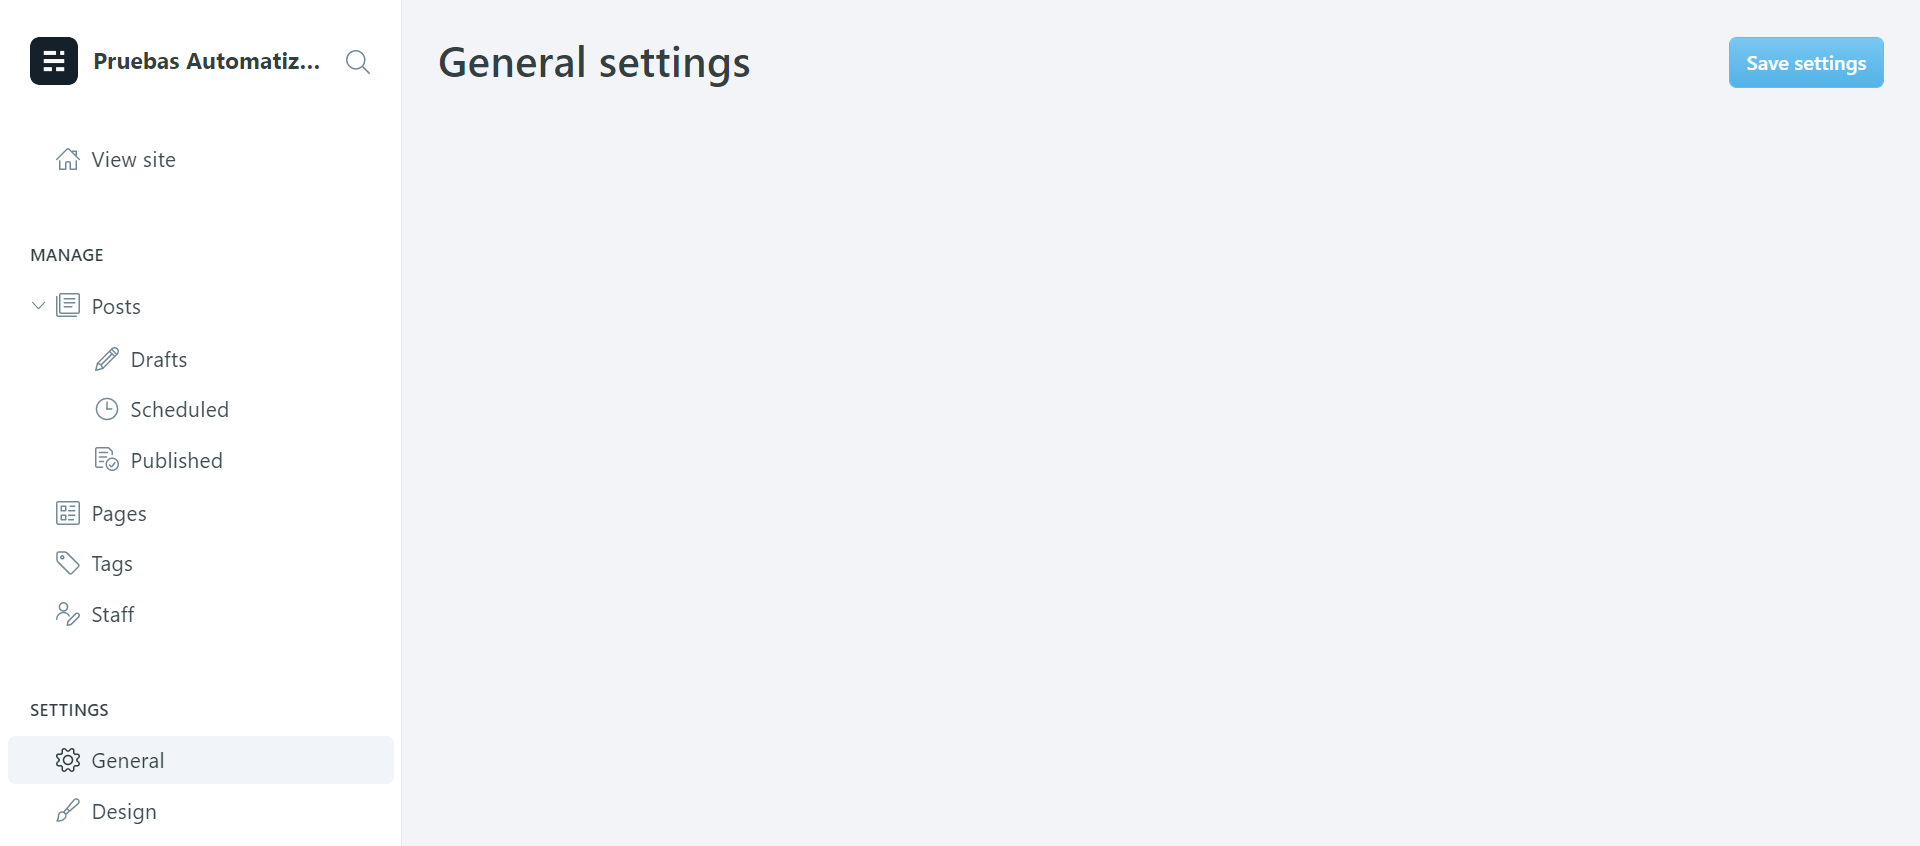 Pruebas Automatiz...
View site
MANAGE
Posts
Drafts
Scheduled
Published
Pages
Tags
Staff
SETTINGS
General
Design
General settings
Save settings